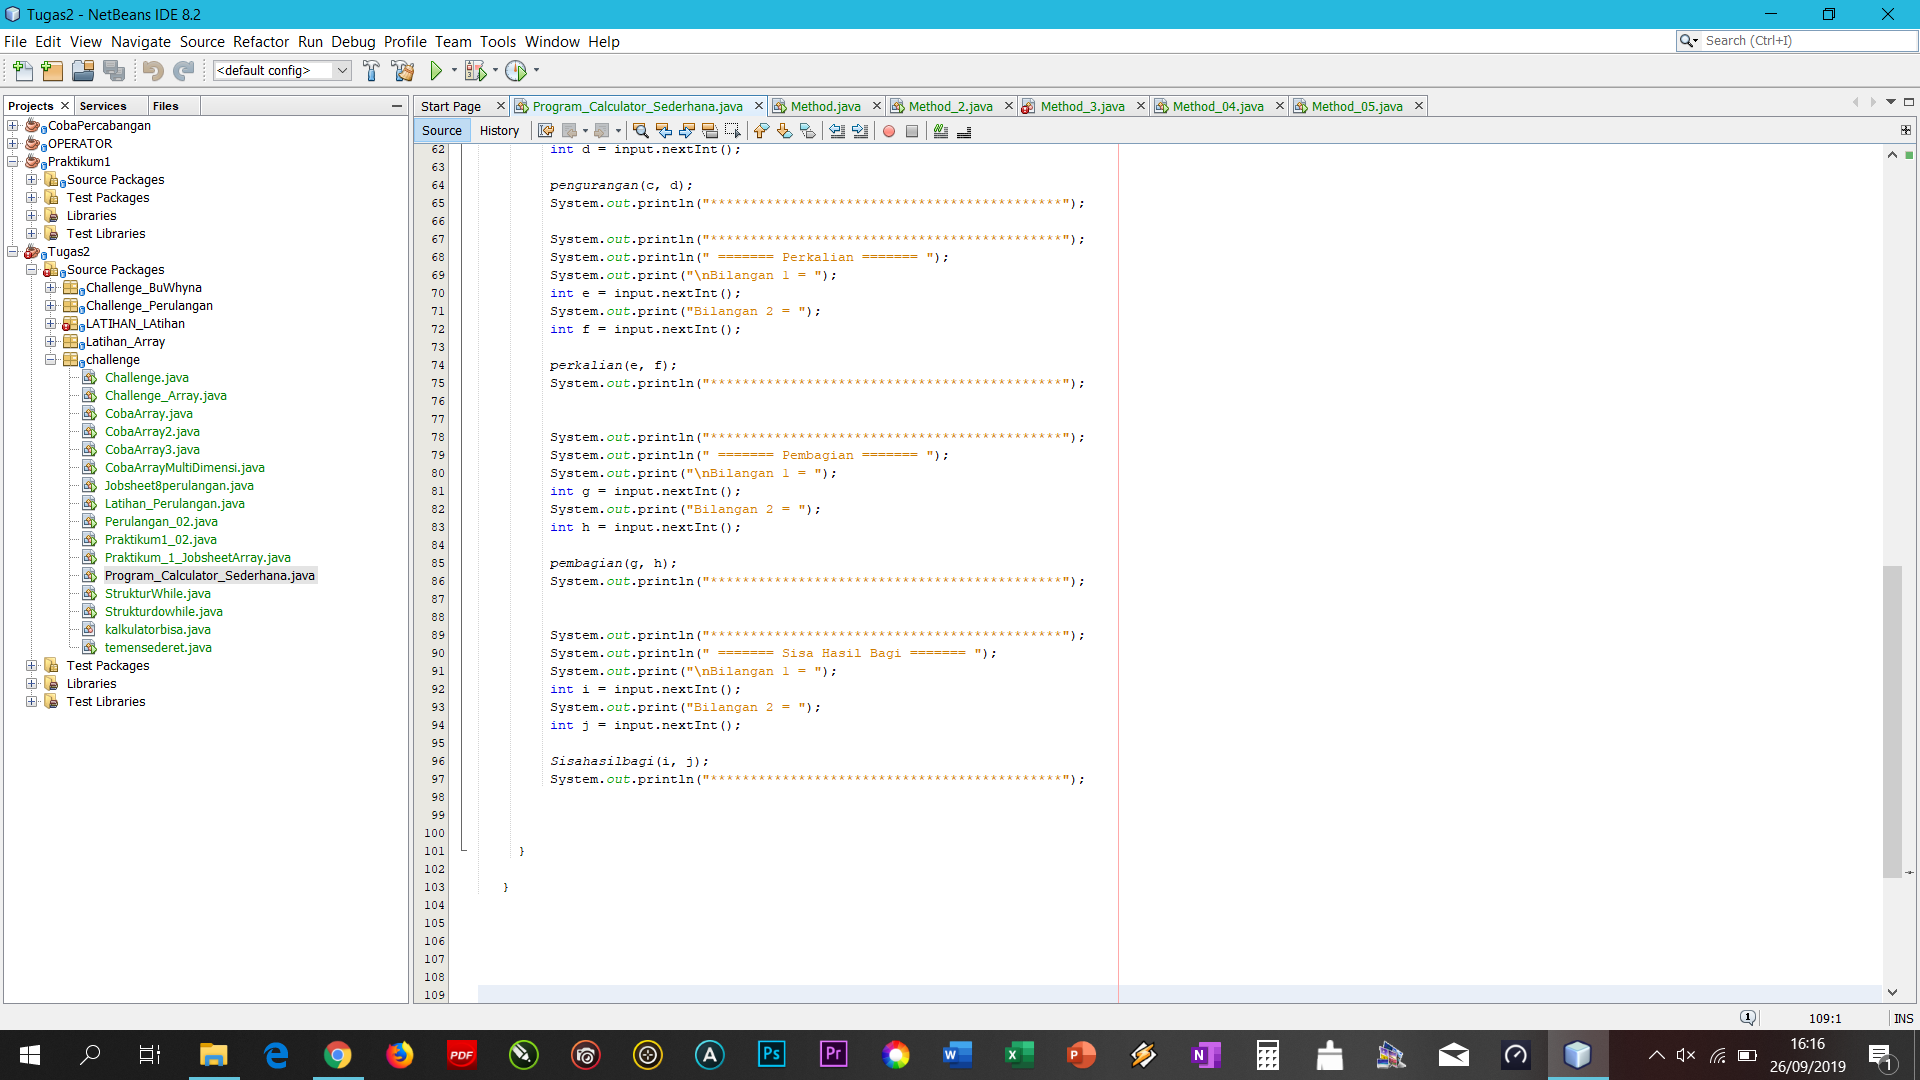 Tugas2 - NetBeans IDE 8.2
File Edit View Navigate Source Refactor Run Debug Profile Team Tools Window Help
Search (Ctrl+I)
<default config>
Projects Services Files
CobaPercabangan
OPERATOR
Praktikum1
Source Packages
Test Packages
Libraries
Test Libraries
Tugas2
Source Packages
Challenge_BuWhyna
Challenge_Perulangan
LATIHAN_LAtihan
Latihan_Array
challenge
Challenge.java
Challenge_Array.java
CobaArray.java
CobaArray2.java
CobaArray3.java
CobaArrayMultiDimensi.java
Jobsheet8perulangan.java
Latihan_Perulangan.java
Perulangan_02.java
Praktikum1_02.java
Praktikum_1_JobsheetArray.java
Program_Calculator_Sederhana.java
StrukturWhile.java
Strukturdowhile.java
kalkulatorbisa.java
temensederet.java
Test Packages
Libraries
Test Libraries
Start Page Program_Calculator_Sederhana.java Method.java Method_2.java Method_3.java Method_04.java Method_05.java
Source History
62 int d = input.nextInt();
63
64 pengurangan(c, d);
65 System.out.println("********************************************");
66
67 System.out.println("********************************************");
68 System.out.println(" ======= Perkalian ======= ");
69 System.out.print("\nBilangan 1 = ");
70 int e = input.nextInt();
71 System.out.print("Bilangan 2 = ");
72 int f = input.nextInt();
73
74 perkalian(e, f);
75 System.out.println("********************************************");
76
77
78 System.out.println("********************************************");
79 System.out.println(" ======= Pembagian ======= ");
80 System.out.print("\nBilangan 1 = ");
81 int g = input.nextInt();
82 System.out.print("Bilangan 2 = ");
83 int h = input.nextInt();
84
85 pembagian(g, h);
86 System.out.println("********************************************");
87
88
89 System.out.println("********************************************");
90 System.out.println(" ======= Sisa Hasil Bagi ======= ");
91 System.out.print("\nBilangan 1 = ");
92 int i = input.nextInt();
93 System.out.print("Bilangan 2 = ");
94 int j = input.nextInt();
95
96 Sisahasilbagi(i, j);
97 System.out.println("********************************************");
98
99
100
101 }
102
103 }
104
105
106
107
108
109
1 109:1 INS
PDF Ps Pr W X P N
16:16
26/09/2019
1